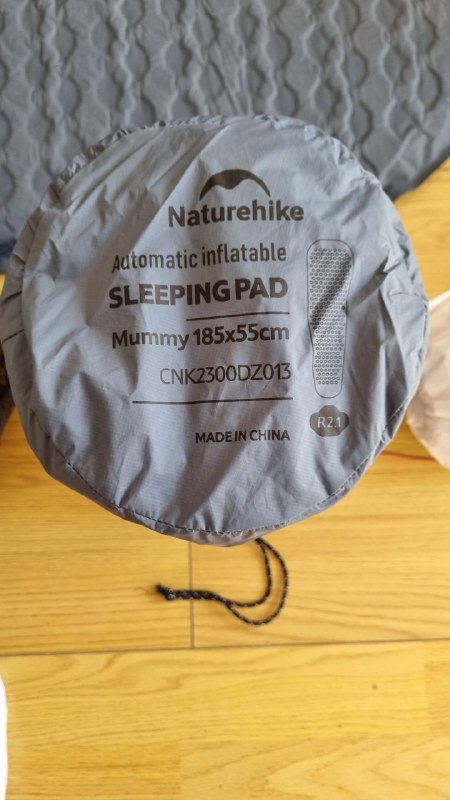 Naturehike
Automatic inflatable
SLEEPING PAD
Mummy 185x55cm
CNK2300DZ013
R2.1
MADE IN CHINA